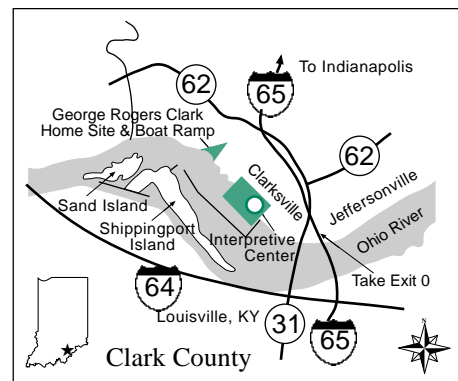 62
65
To Indianapolis
George Rogers Clark
Home Site & Boat Ramp
62
Clarksville
Jeffersonville
Ohio River
Sand Island
Shippingport
Island
Interpretive
Center
Take Exit 0
64
Louisville, KY
31
65
Clark County
N